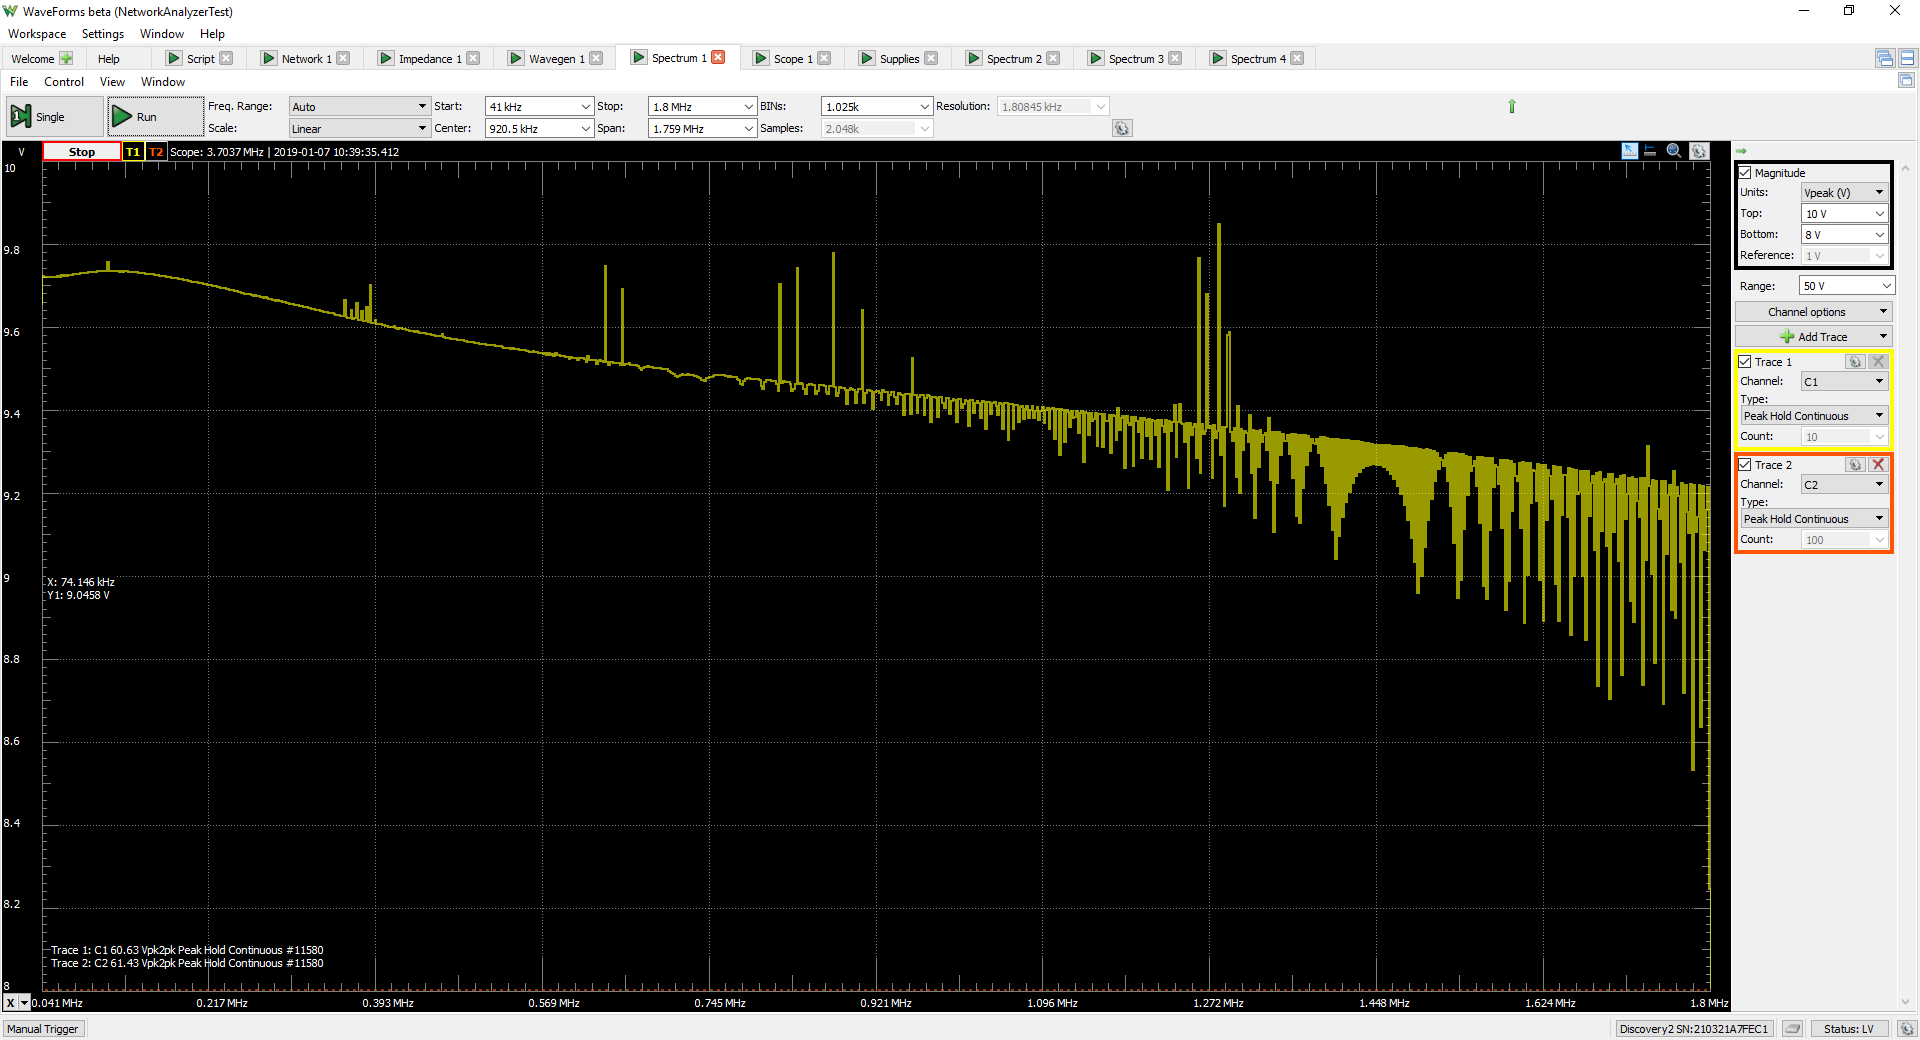 WaveForms beta (NetworkAnalyzerTest)
Workspace Settings Window Help
Welcome Help Script Network 1 Impedance 1 Wavegen 1 Spectrum 1 Scope 1 Supplies Spectrum 2 Spectrum 3 Spectrum 4
File Control View Window
Single Run
Freq. Range: Auto Start: 41 kHz Stop: 1.8 MHz BINs: 1.025k Resolution: 1.80845 kHz
Scale: Linear Center: 920.5 kHz Span: 1.759 MHz Samples: 2.048k
V Stop T1 T2 Scope: 3.7037 MHz | 2019-01-07 10:39:35.412
10
9.8
9.6
9.4
9.2
9
8.8
8.6
8.4
8.2
8
X: 74.146 kHz
Y1: 9.0458 V
Trace 1: C1 60.63 Vpk2pk Peak Hold Continuous #11580
Trace 2: C2 61.43 Vpk2pk Peak Hold Continuous #11580
X 0.041 MHz 0.217 MHz 0.393 MHz 0.569 MHz 0.745 MHz 0.921 MHz 1.096 MHz 1.272 MHz 1.448 MHz 1.624 MHz 1.8 MHz
Magnitude
Units: Vpeak (V)
Top: 10 V
Bottom: 8 V
Reference: 1 V
Range: 50 V
Channel options
Add Trace
Trace 1
Channel: C1
Type:
Peak Hold Continuous
Count: 10
Trace 2
Channel: C2
Type:
Peak Hold Continuous
Count: 100
Manual Trigger Discovery2 SN:210321A7FEC1 Status: LV